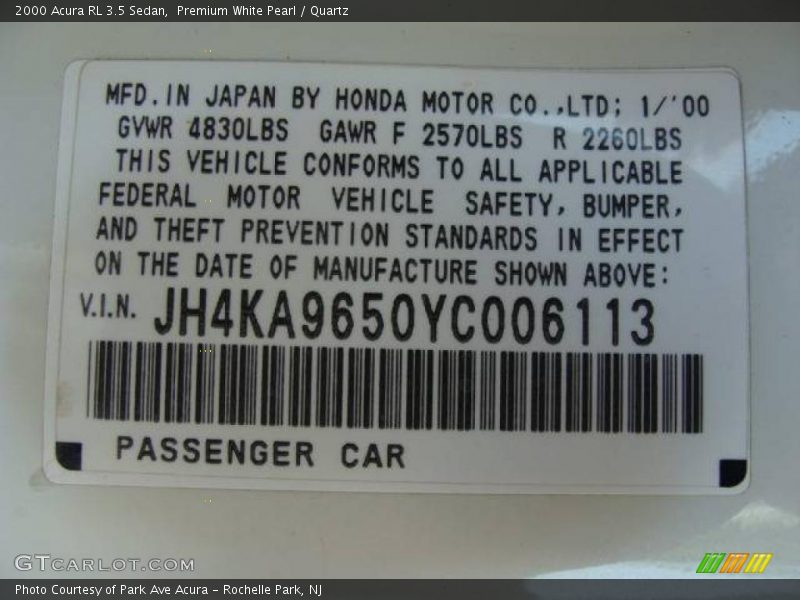 2000 Acura RL 3.5 Sedan,  Premium White Pearl / Quartz
MFD. IN JAPAN BY HONDA MOTOR CO.,LTD; 1/'00
GVWR 4830LBS GAWR F 2570LBS R 2260LBS
THIS VEHICLE CONFORMS TO ALL APPLICABLE
FEDERAL MOTOR VEHICLE SAFETY, BUMPER,
AND THEFT PREVENTION STANDARDS IN EFFECT
ON THE DATE OF MANUFACTURE SHOWN ABOVE:
V.I.N. JH4KA9650YC006113
PASSENGER CAR
GTCARLOT.COM
Photo Courtesy of Park Ave Acura - Rochelle Park, NJ